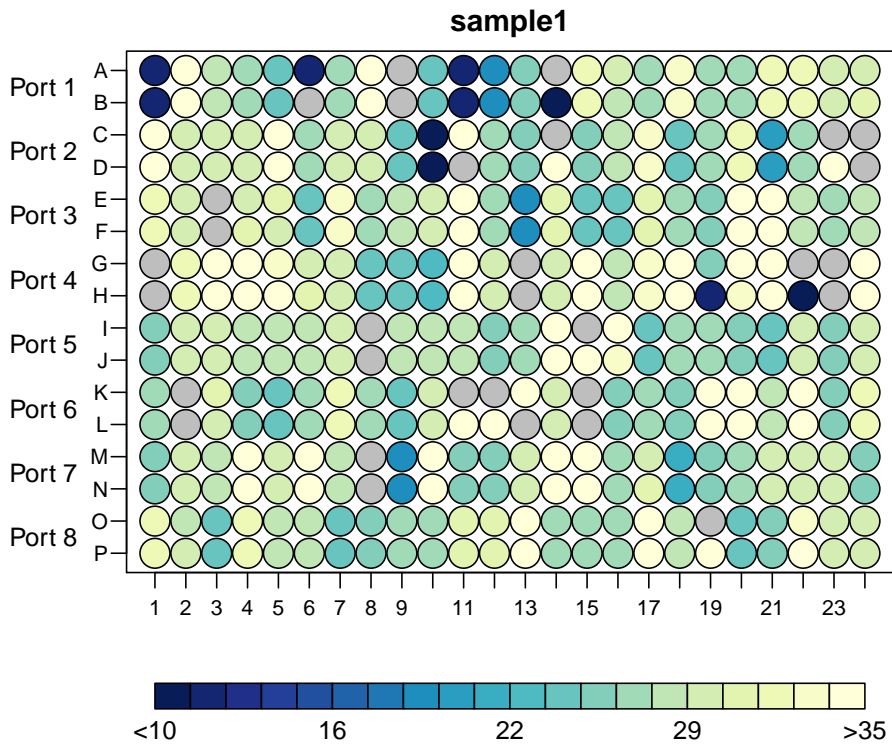 sample1
Port 1
A
B
Port 2
C
D
Port 3
E
F
Port 4
G
H
Port 5
I
J
Port 6
K
L
Port 7
M
N
Port 8
O
P
1 2 3 4 5 6 7 8 9 11 13 15 17 19 21 23
<10 16 22 29 >35